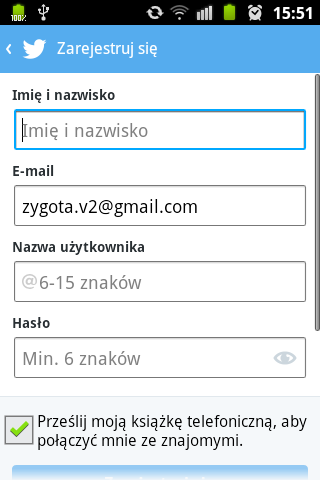 100%
15:51
Zarejestruj się
Imię i nazwisko
Imię i nazwisko
E-mail
zygota.v2@gmail.com
Nazwa użytkownika
@6-15 znaków
Hasło
Min. 6 znaków
Prześlij moją książkę telefoniczną, aby
połączyć mnie ze znajomymi.